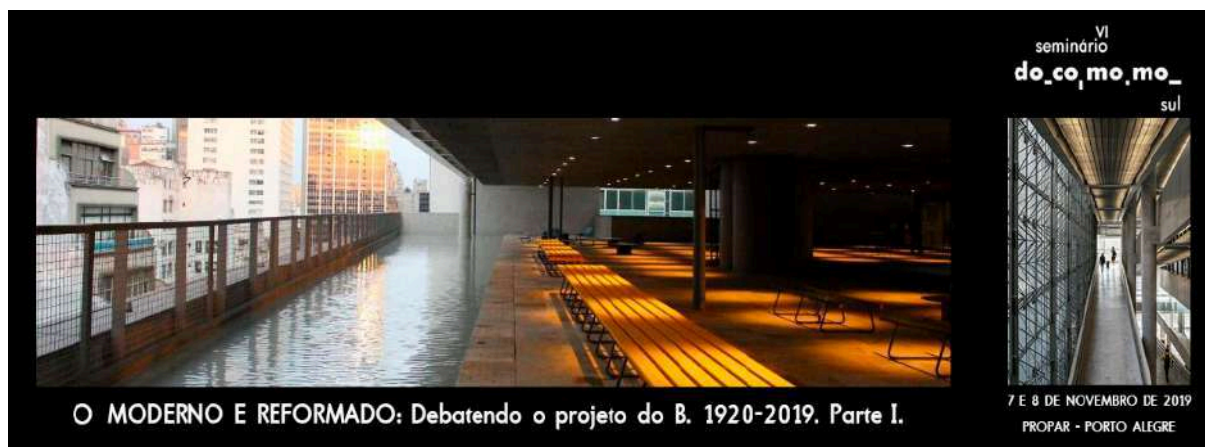 VI
seminário
do_co,mo,mo_
sul
O MODERNO E REFORMADO: Debatendo o projeto do B. 1920-2019. Parte I.
7 E 8 DE NOVEMBRO DE 2019
PROPAR - PORTO ALEGRE